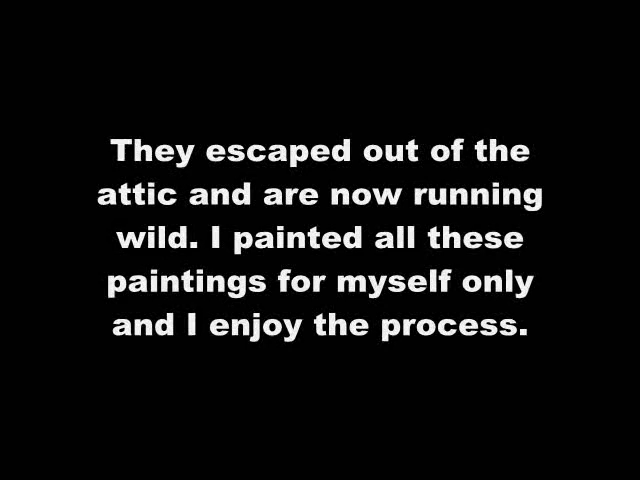 They escaped out of the
attic and are now running
wild. I painted all these
paintings for myself only
and I enjoy the process.